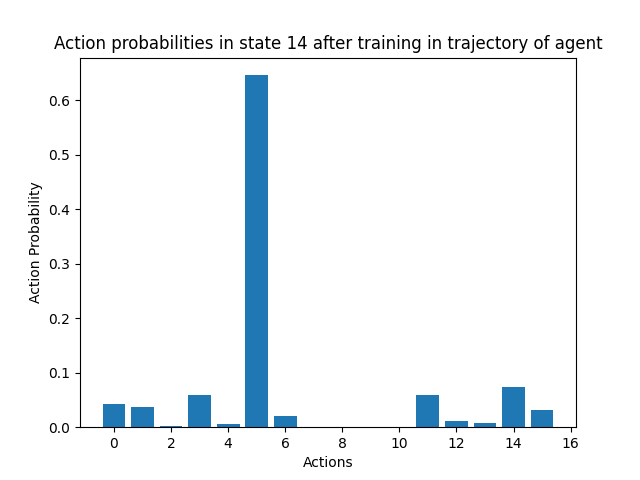 Action probabilities in state 14 after training in trajectory of agent
0.6
0.5
0.4
0.3
0.2
0.1
0.0
Action Probability
0 2 4 6 8 10 12 14 16
Actions